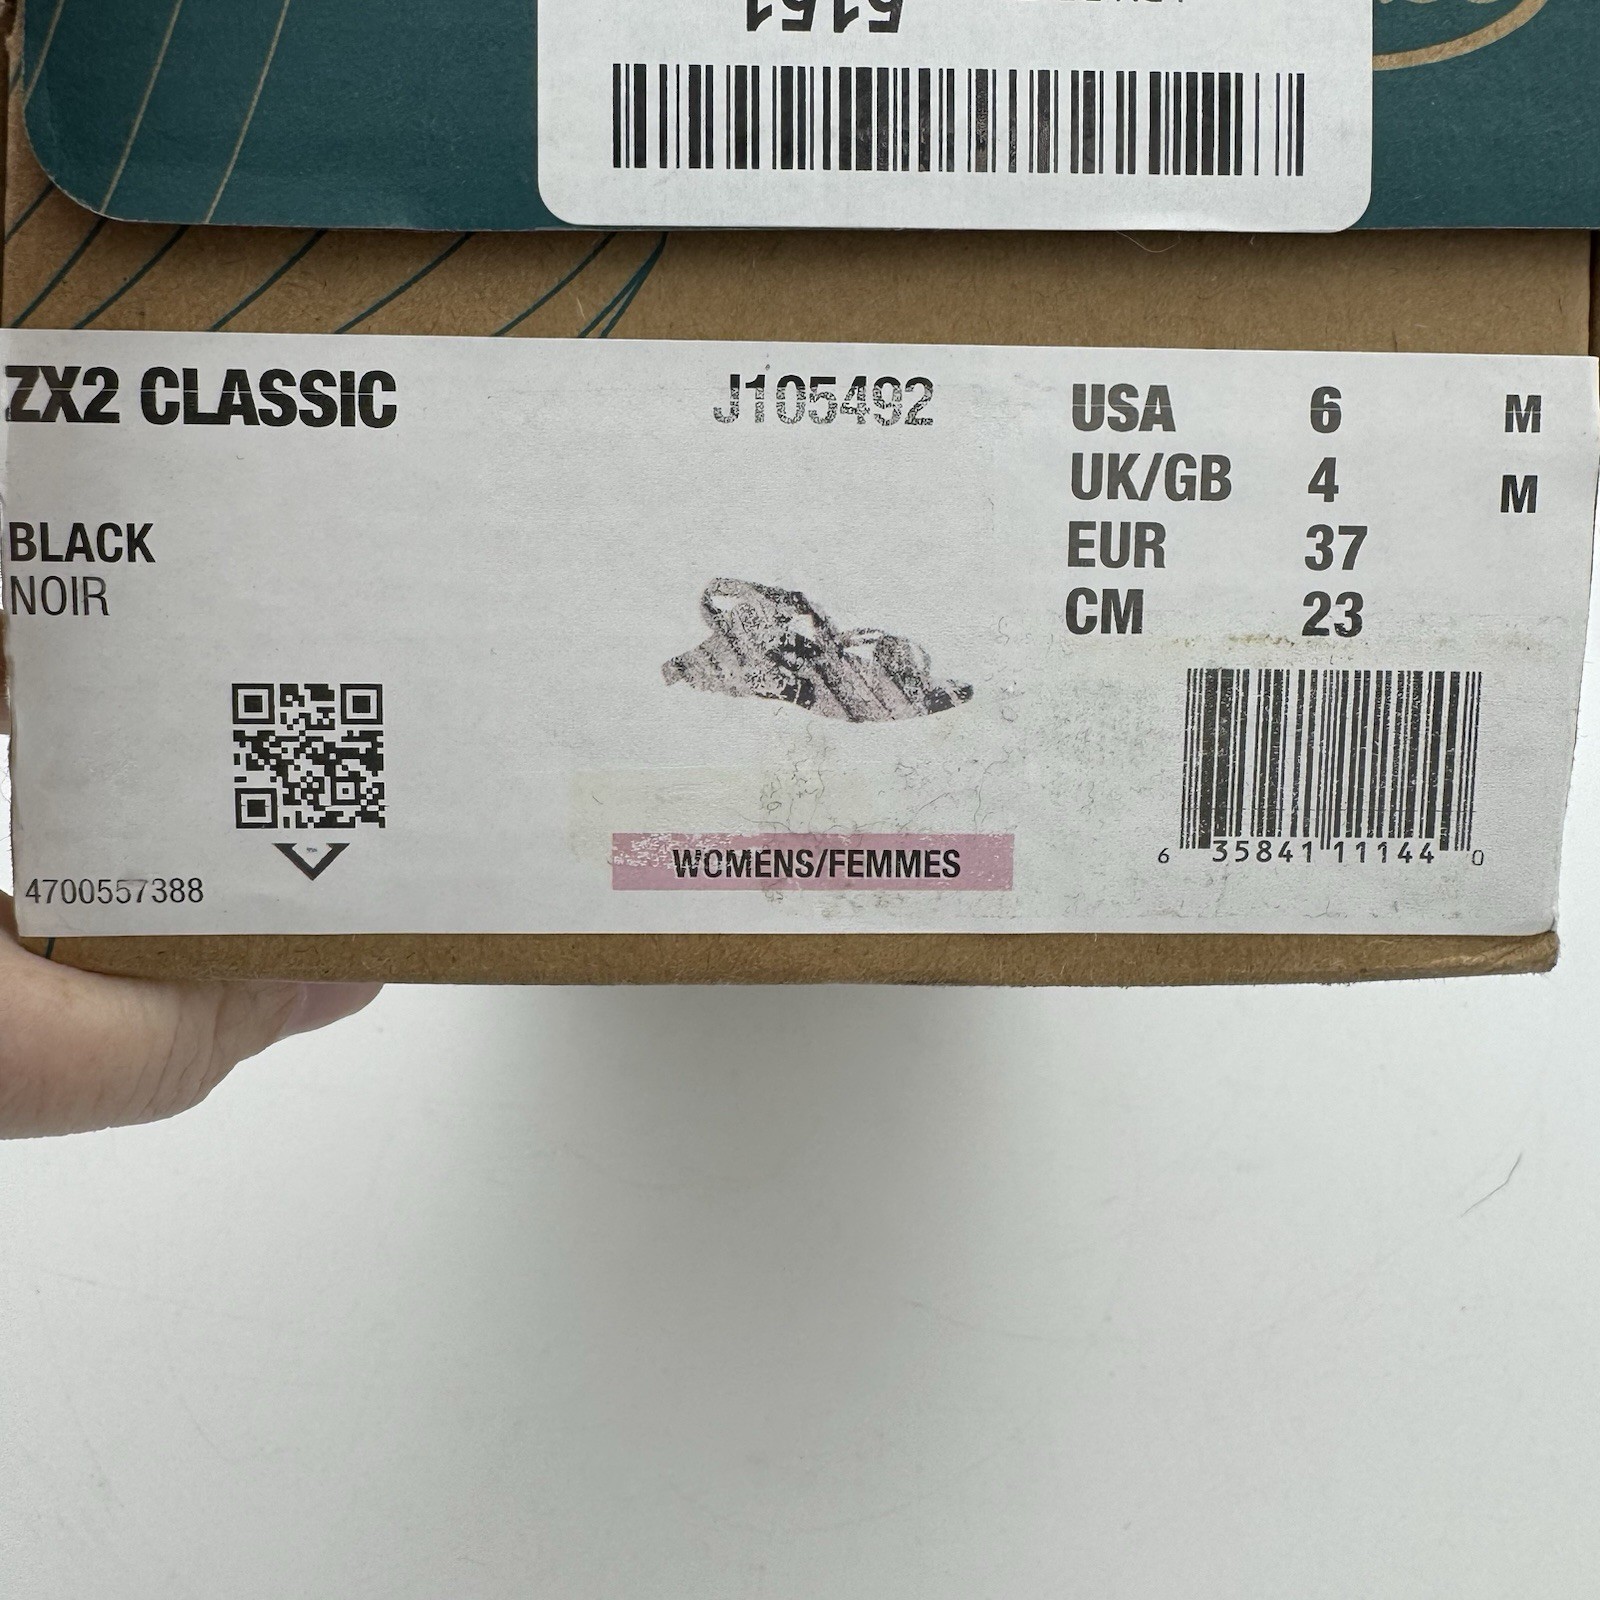 5151
ZX2 CLASSIC
J105492
USA 6 M
UK/GB 4 M
EUR 37
CM 23
BLACK
NOIR
4700557388
WOMENS/FEMMES
6 35841 11144 0